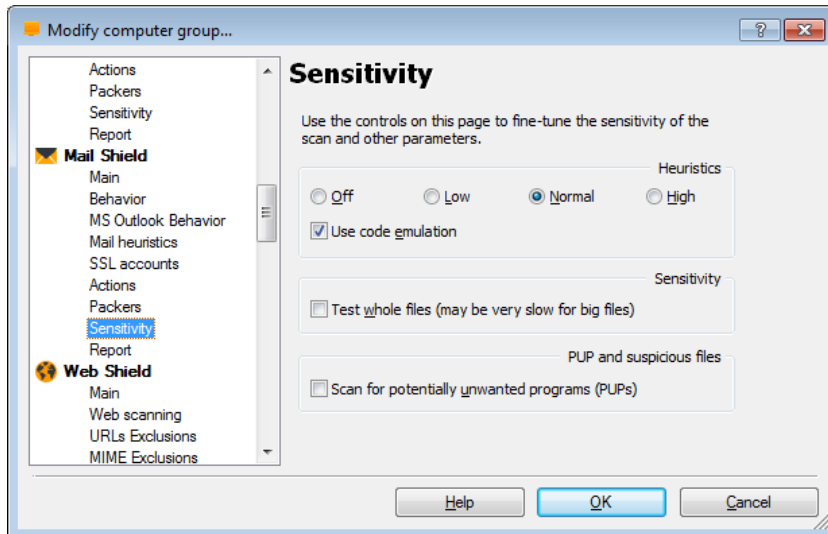 Modify computer group...
Actions
Packers
Sensitivity
Report
Mail Shield
Main
Behavior
MS Outlook Behavior
Mail heuristics
SSL accounts
Actions
Packers
Sensitivity
Report
Web Shield
Main
Web scanning
URLs Exclusions
MIME Exclusions
Sensitivity
Use the controls on this page to fine-tune the sensitivity of the
scan and other parameters.
Heuristics
Off Low Normal High
Use code emulation
Sensitivity
Test whole files (may be very slow for big files)
PUP and suspicious files
Scan for potentially unwanted programs (PUPs)
Help OK Cancel